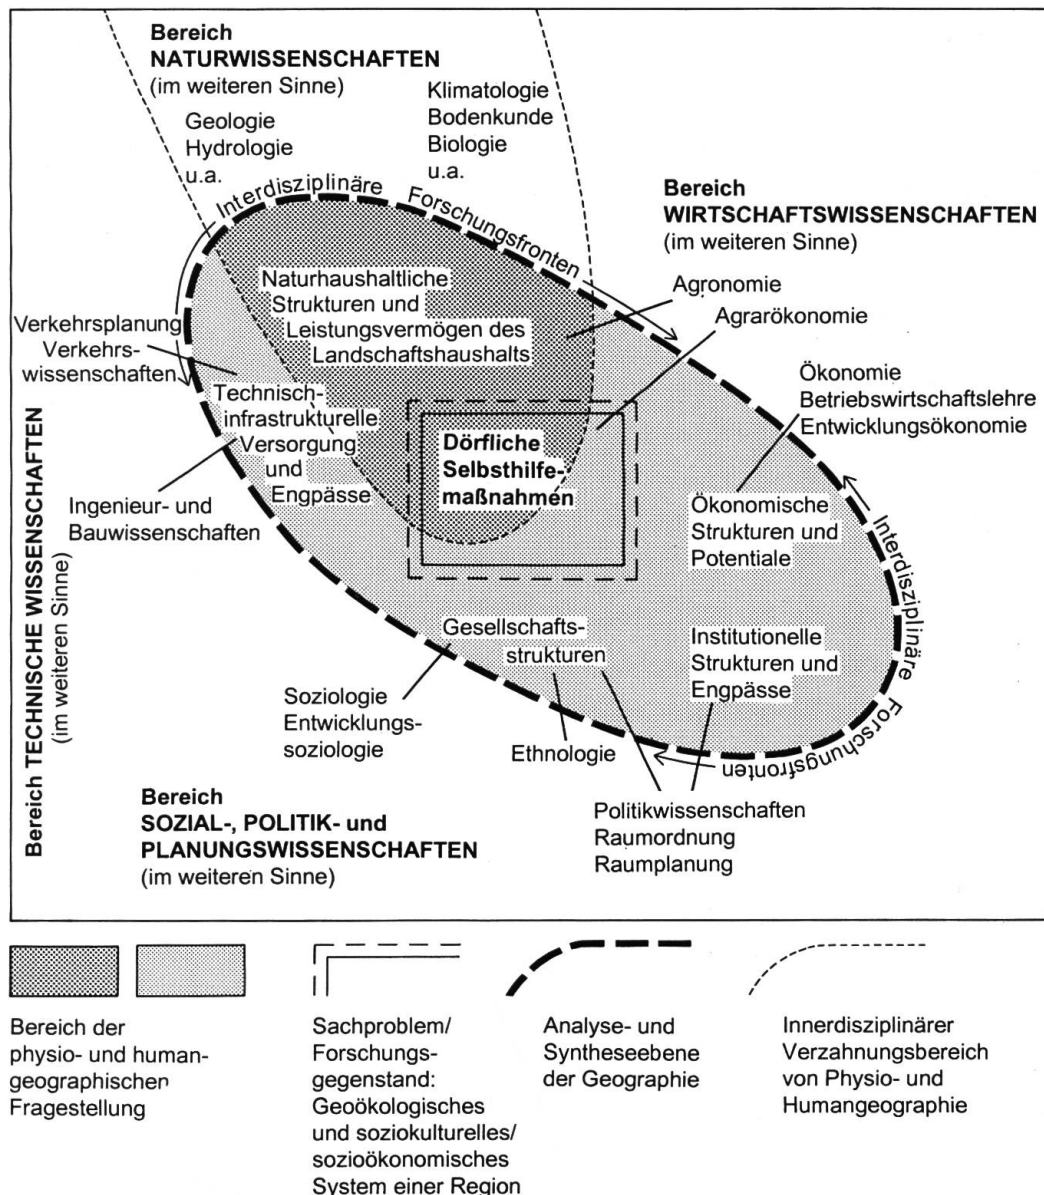 Bereich
NATURWISSENSCHAFTEN
(im weiteren Sinne)
Geologie
Hydrologie
u.a.
Klimatologie
Bodenkunde
Biologie
u.a.
Interdisziplinäre Forschungsfronten
Bereich
WIRTSCHAFTSWISSENSCHAFTEN
(im weiteren Sinne)
Agronomie
Agrarökonomie
Naturhaushaltliche
Strukturen und
Leistungsvermögen des
Landschaftshaushalts
Verkehrsplanung
Verkehrs-
wissenschaften
Technisch-
infrastrukturelle
Versorgung
und
Engpässe
Dörfliche
Selbsthilfe-
maßnahmen
Ökonomie
Betriebswirtschaftslehre
Entwicklungsökonomie
Ingenieur- und
Bauwissenschaften
Ökonomische
Strukturen und
Potentiale
Bereich TECHNISCHE WISSENSCHAFTEN
(im weiteren Sinne)
Gesellschafts-
strukturen
Institutionelle
Strukturen und
Engpässe
Interdisziplinäre Forschungsfronten
Soziologie
Entwicklungs-
soziologie
Ethnologie
Politikwissenschaften
Raumordnung
Raumplanung
Bereich
SOZIAL-, POLITIK- und
PLANUNGSWISSENSCHAFTEN
(im weiteren Sinne)
Bereich der
physio- und human-
geographischen
Fragestellung
Sachproblem/
Forschungs-
gegenstand:
Geoökologisches
und soziokulturelles/
sozioökonomisches
System einer Region
Analyse- und
Syntheseebene
der Geographie
Innerdisziplinärer
Verzahnungsbereich
von Physio- und
Humangeographie